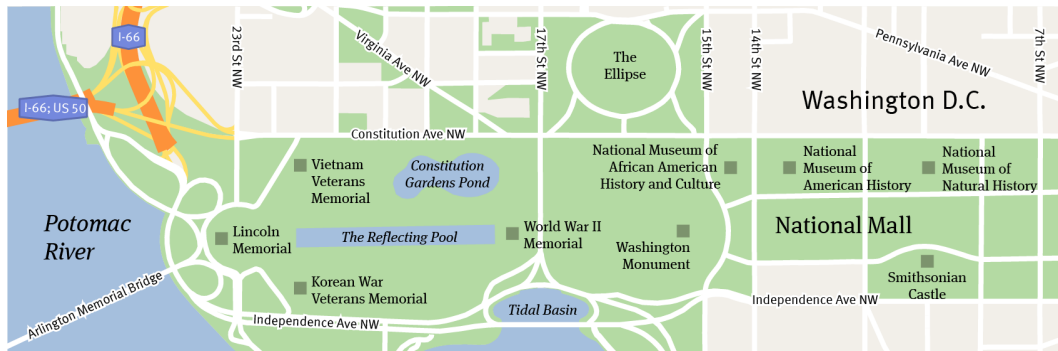 I-66
I-66; US 50
23rd St NW
Virginia Ave NW
17th St NW
The
Ellipse
15th St NW
14th St NW
Pennsylvania Ave NW
7th St NW
Washington D.C.
Constitution Ave NW
Vietnam
Veterans
Memorial
Constitution
Gardens Pond
National Museum of
African American
History and Culture
National
Museum of
American History
National
Museum of
Natural History
Potomac
River
Lincoln
Memorial
The Reflecting Pool
World War II
Memorial
Washington
Monument
National Mall
Korean War
Veterans Memorial
Smithsonian
Castle
Arlington Memorial Bridge
Independence Ave NW
Tidal Basin
Independence Ave NW